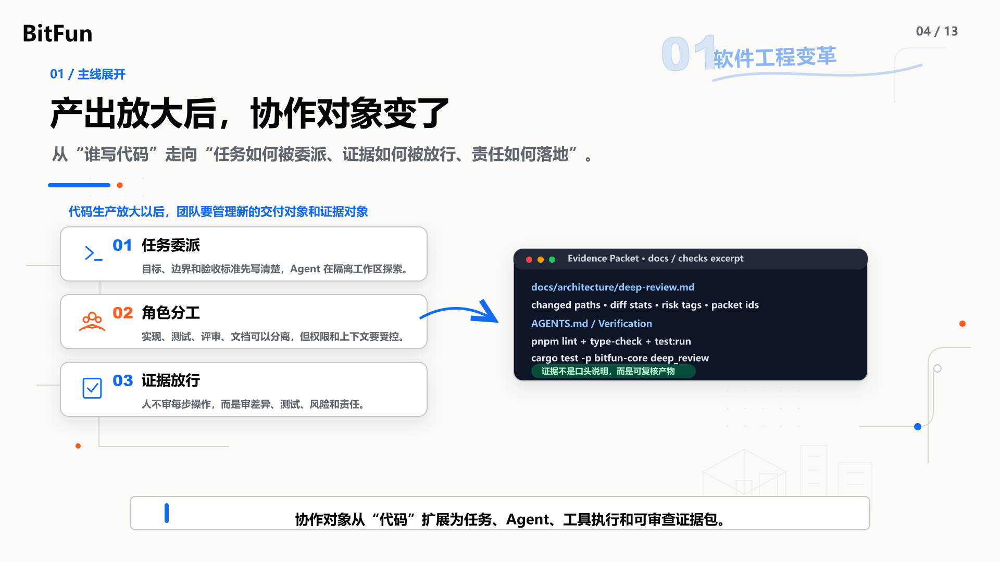 BitFun
04 / 13
01 软件工程变革
01 / 主线展开
产出放大后，协作对象变了
从“谁写代码”走向“任务如何被委派、证据如何被放行、责任如何落地”。
代码生产放大以后，团队要管理新的交付对象和证据对象
01 任务委派
目标、边界和验收标准先写清楚，Agent 在隔离工作区探索。
02 角色分工
实现、测试、评审、文档可以分离，但权限和上下文要受控。
03 证据放行
人不审每步操作，而是审差异、测试、风险和责任。
Evidence Packet • docs / checks excerpt
docs/architecture/deep-review.md
changed paths • diff stats • risk tags • packet ids
AGENTS.md / Verification
pnpm lint + type-check + test:run
cargo test -p bitfun-core deep_review
证据不是口头说明，而是可复核产物
协作对象从“代码”扩展为任务、Agent、工具执行和可审查证据包。